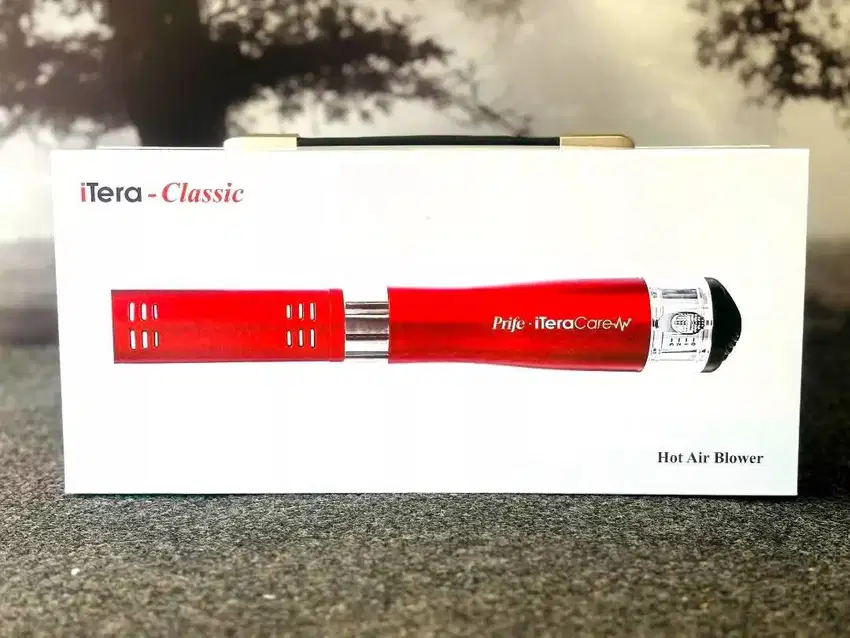 iTera - Classic
Prife · iTeraCare
Hot Air Blower